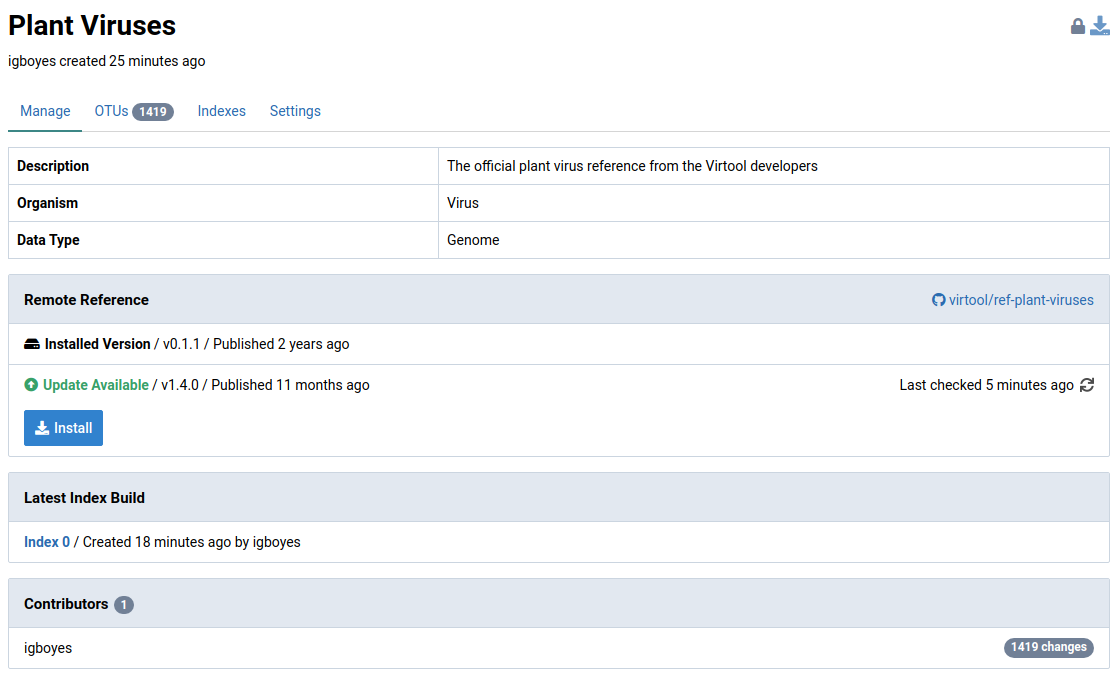 Plant Viruses
igboyes created 25 minutes ago
Manage OTUs 1419 Indexes Settings
Description The official plant virus reference from the Virtool developers
Organism Virus
Data Type Genome
Remote Reference virtool/ref-plant-viruses
Installed Version / v0.1.1 / Published 2 years ago
Update Available / v1.4.0 / Published 11 months ago Last checked 5 minutes ago
Install
Latest Index Build
Index 0 / Created 18 minutes ago by igboyes
Contributors 1
igboyes 1419 changes